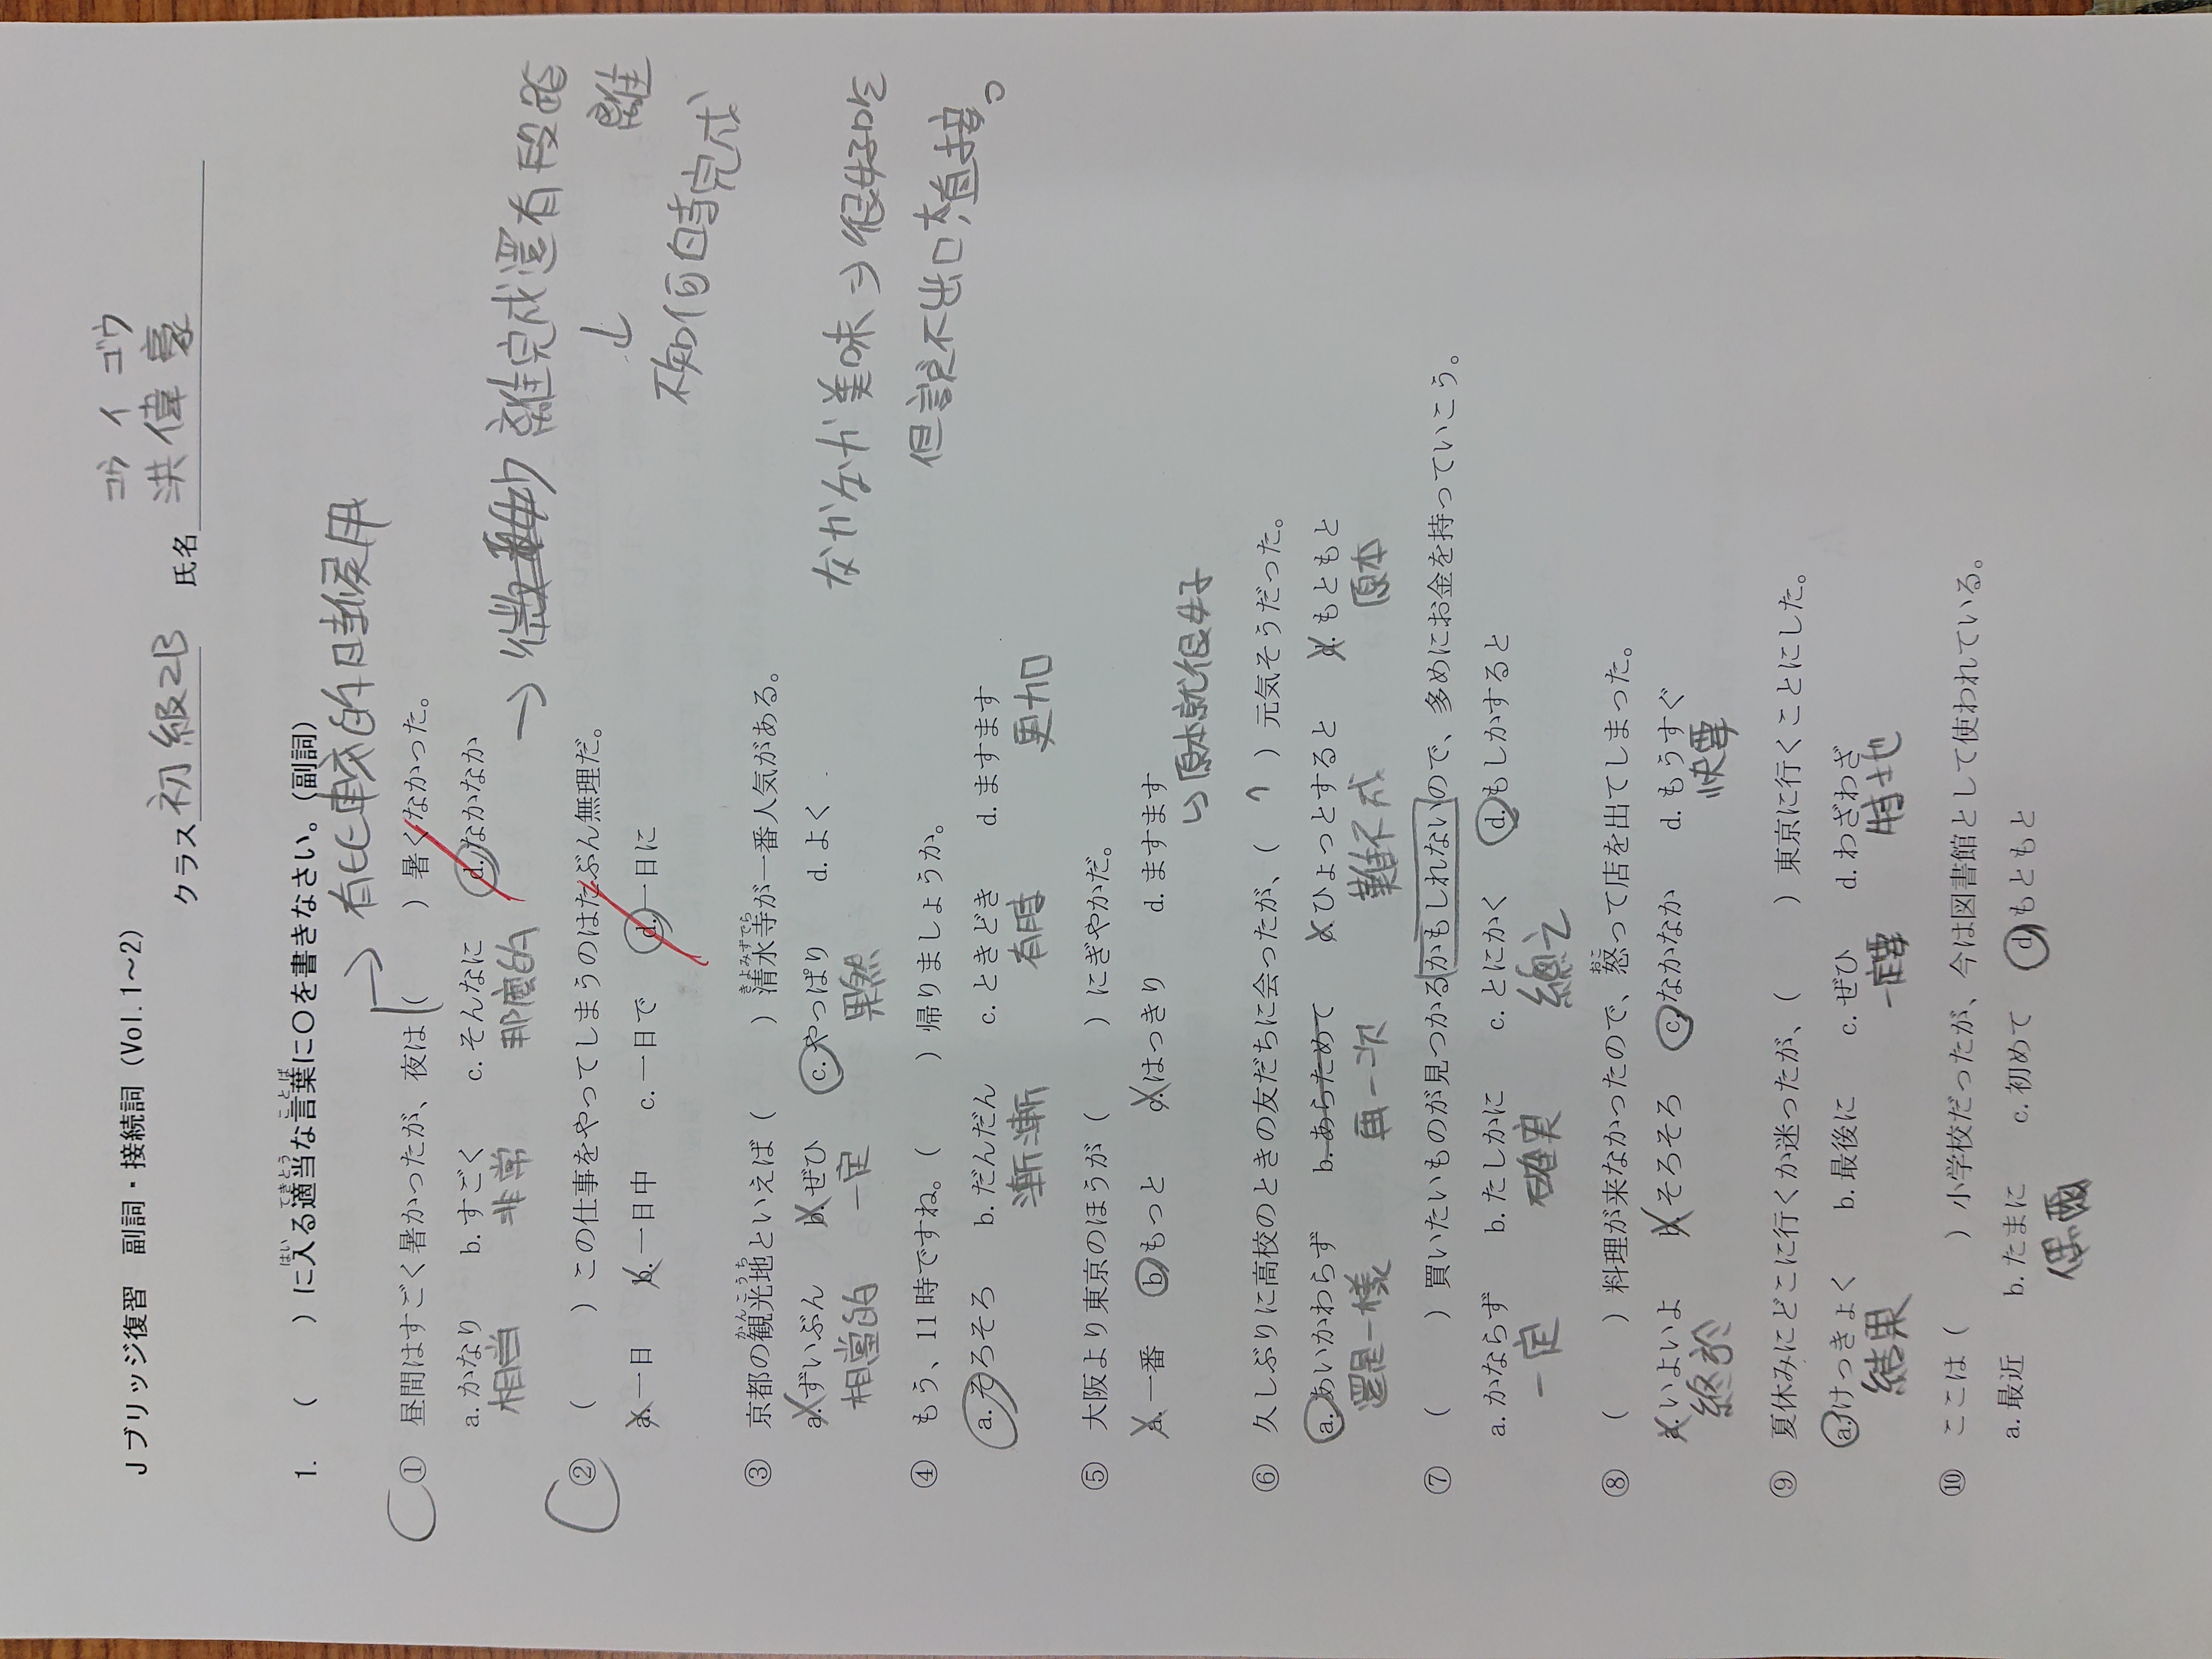 Jブリッジ復習　副詞・接続詞（Vol.1～2）
コウ イ ゴウ
クラス 初級2B　氏名 洪偉豪
はい　てきとう　ことば
1.　（　　　）に入る適当な言葉に○を書きなさい。（副詞）
→ 有比較的時候用
①　昼間はすごく暑かったが、夜は（　　　）暑くなかった。
a.かなり　b.すごく　c.そんなに　d.なかなか
相当　非常　那麼的
→ 離完成還有段距離
↓
不知何時完成
②　（　　　）この仕事をやってしまうのはたぶん無理だ。
a.一日　b.一日中　c.一日で　d.一日に
かんこうち　きよみずでら
③　京都の観光地といえば（　　　）清水寺が一番人気がある。
a.ずいぶん　b.ぜひ　c.やっぱり　d.よく
相當的　一定　果然
なかなか美味 ⇒ 很好吃
但説不出口,直接。
④　もう、11時ですね。（　　　）帰りましょうか。
a.そろそろ　b.だんだん　c.ときどき　d.ますます
漸漸　有時　更加
⑤　大阪より東京のほうが（　　　）にぎやかだ。
a.一番　b.もっと　c.はっきり　d.ますます
↳原本就很好
⑥　久しぶりに高校のときの友だちに会ったが、（　　　）元気そうだった。
a.あいかわらず　b.あらためて　c.ひょっとすると　d.もともと
還是一樣　再一次　難不成　原本
⑦　（　　　）買いたいものが見つかるかもしれないので、多めにお金を持っていこう。
a.かならず　b.たしかに　c.とにかく　d.もしかすると
一定　確実　總之
おこ
⑧　（　　　）料理が来なかったので、怒って店を出てしまった。
a.いよいよ　b.そろそろ　c.なかなか　d.もうすぐ
終於　快要
⑨　夏休みにどこに行くか迷ったが、（　　　）東京に行くことにした。
a.けっきょく　b.最後に　c.ぜひ　d.わざわざ
結果　一定要　特地
⑩　ここは（　　　）小学校だったが、今は図書館として使われている。
a.最近　b.たまに　c.初めて　d.もともと
偶爾